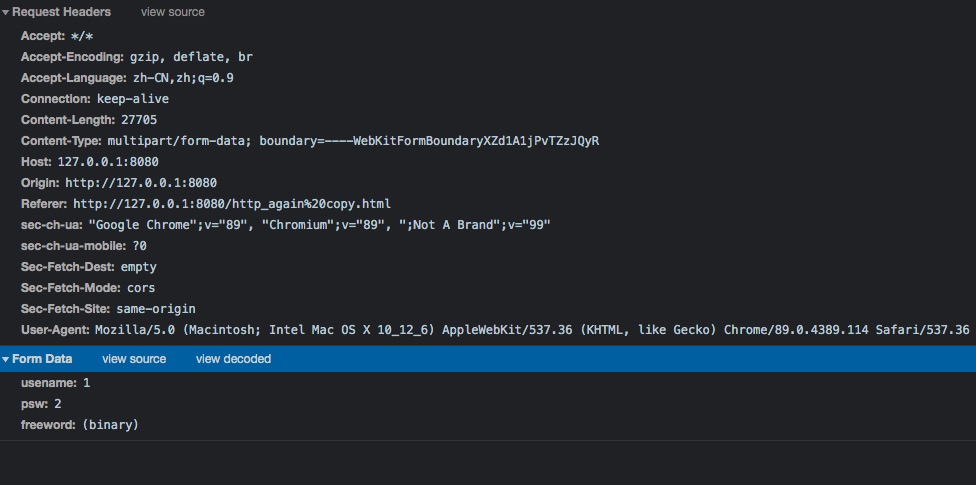 Request Headers view source
Accept: */*
Accept-Encoding: gzip, deflate, br
Accept-Language: zh-CN,zh;q=0.9
Connection: keep-alive
Content-Length: 27705
Content-Type: multipart/form-data; boundary=----WebKitFormBoundaryXZd1A1jPvTZzJQyR
Host: 127.0.0.1:8080
Origin: http://127.0.0.1:8080
Referer: http://127.0.0.1:8080/http_again%20copy.html
sec-ch-ua: "Google Chrome";v="89", "Chromium";v="89", ";Not A Brand";v="99"
sec-ch-ua-mobile: ?0
Sec-Fetch-Dest: empty
Sec-Fetch-Mode: cors
Sec-Fetch-Site: same-origin
User-Agent: Mozilla/5.0 (Macintosh; Intel Mac OS X 10_12_6) AppleWebKit/537.36 (KHTML, like Gecko) Chrome/89.0.4389.114 Safari/537.36
Form Data view source view decoded
usename: 1
psw: 2
freeword: (binary)